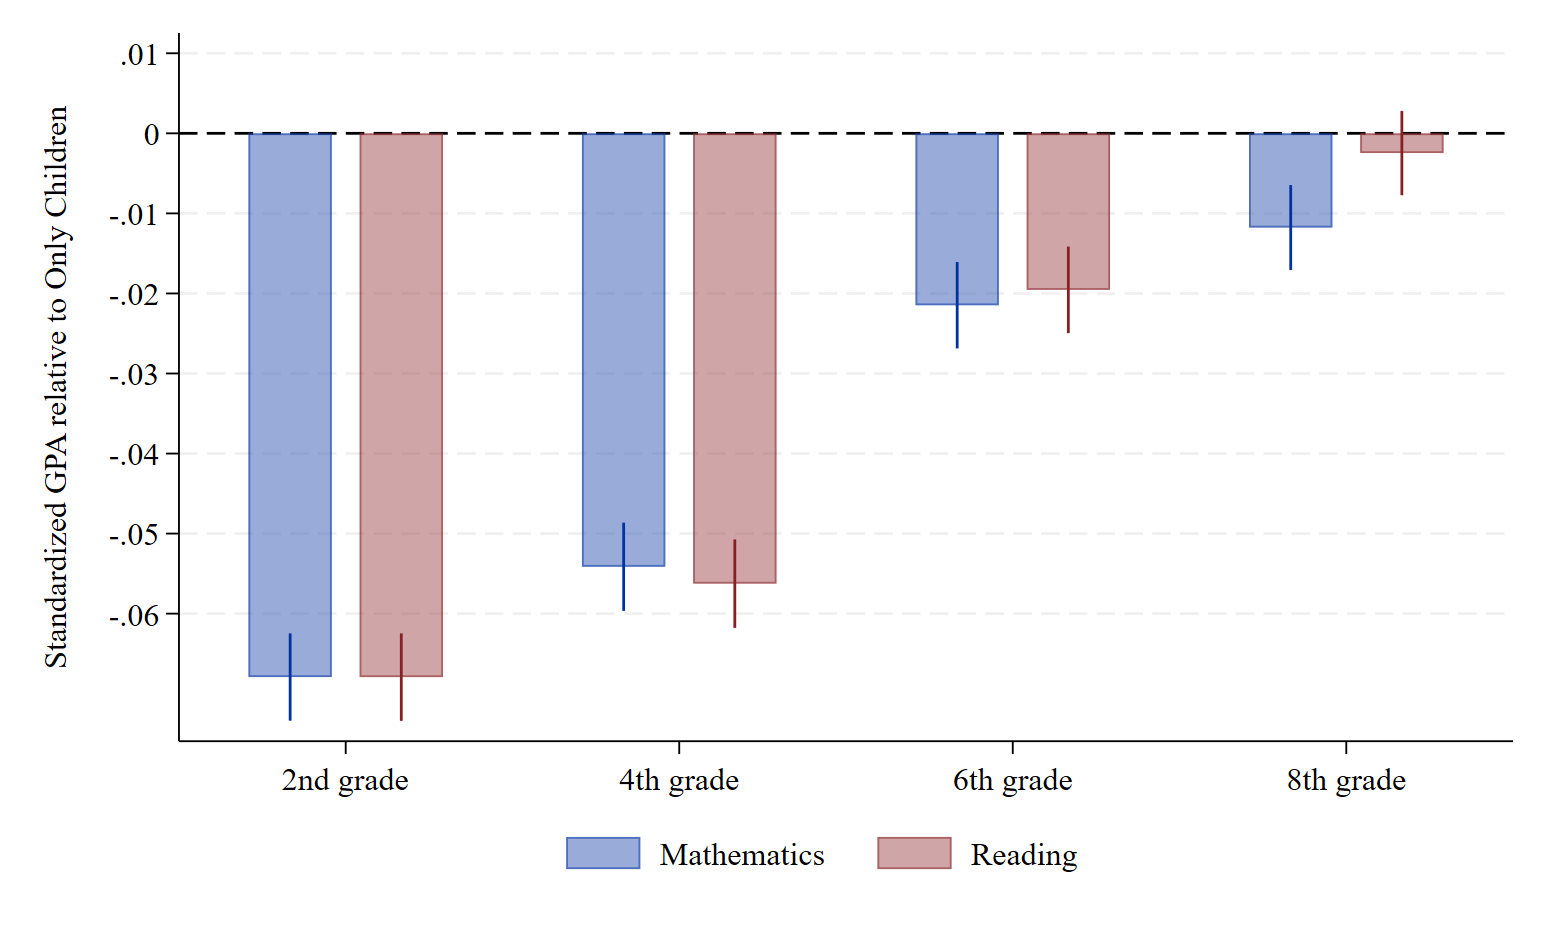 Standardized GPA relative to Only Children
.01
0
-.01
-.02
-.03
-.04
-.05
-.06
2nd grade
4th grade
6th grade
8th grade
Mathematics
Reading